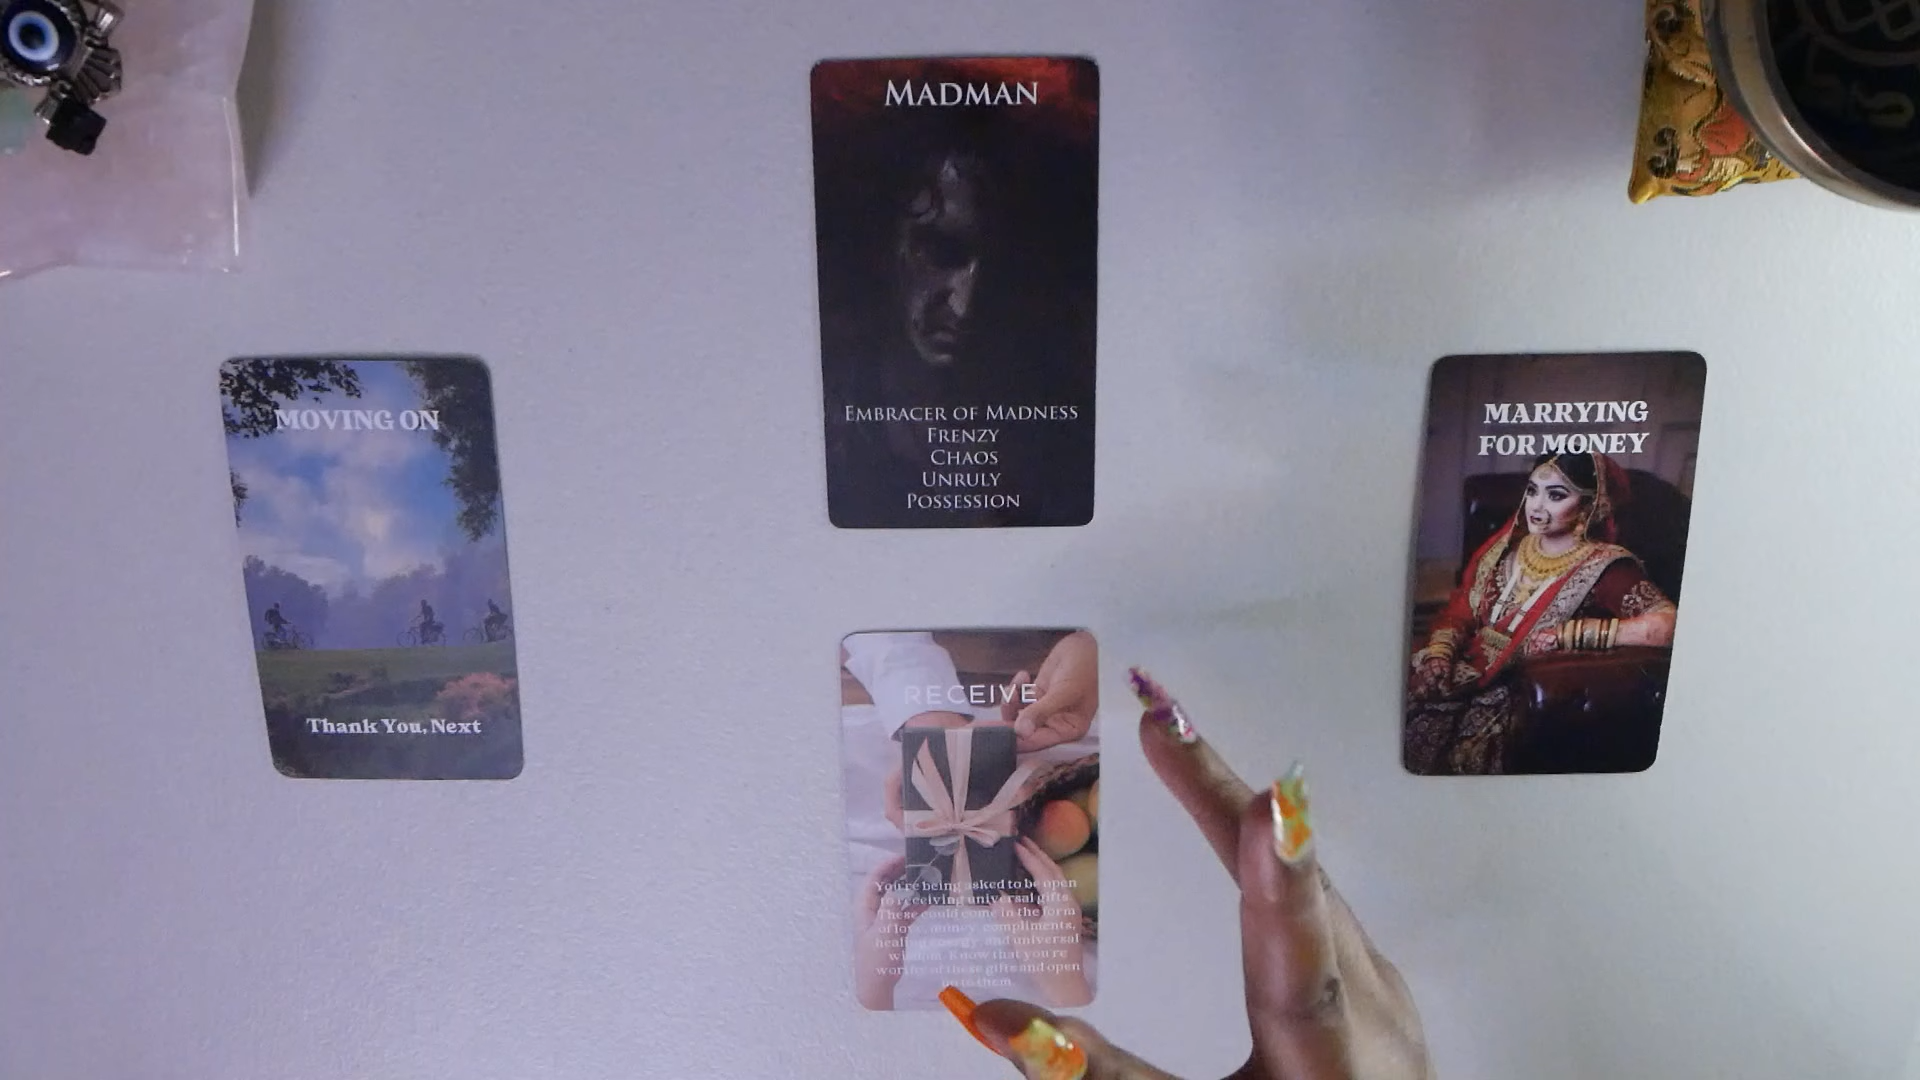 MADMAN
EMBRACER OF MADNESS
FRENZY
CHAOS
UNRULY
POSSESSION
MOVING ON
Thank You, Next
MARRYING
FOR MONEY
RECEIVE
You're being asked to be open
to receiving universal gifts
These could come in the form
of love, money, compliments,
healing energy, and universal
wisdom. Know that you're
worthy of these gifts and open
up to them.